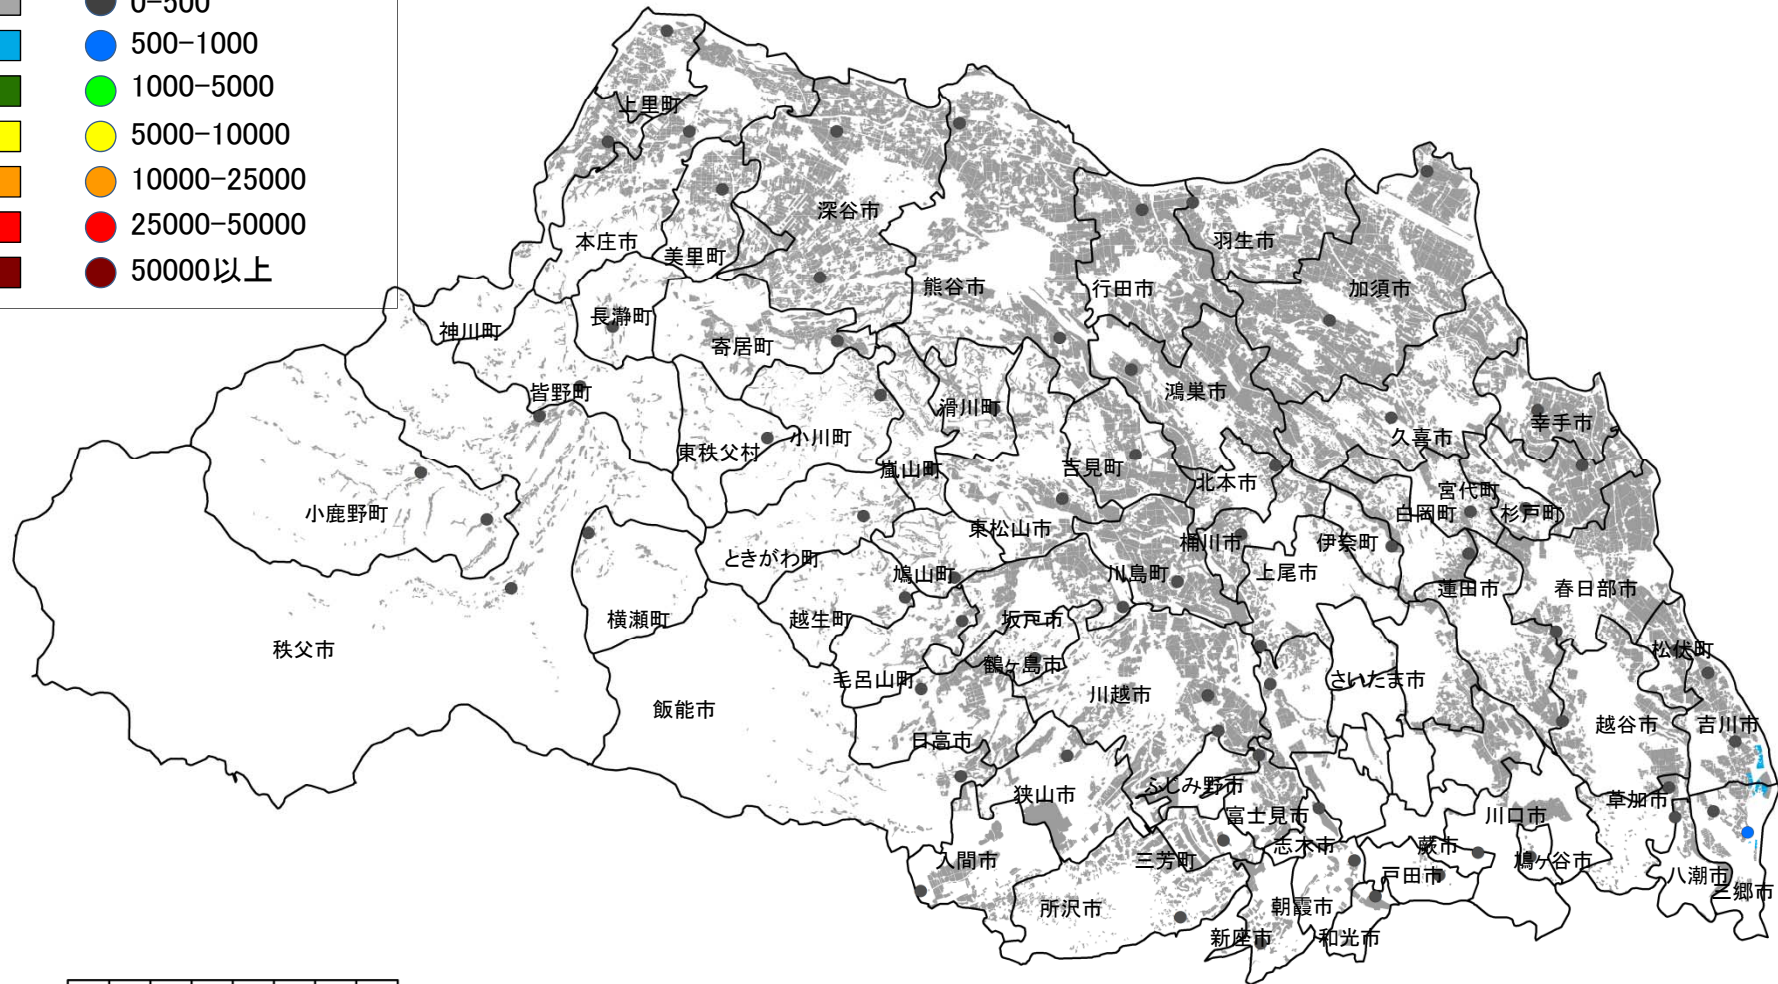 0-500
500-1000
1000-5000
5000-10000
10000-25000
25000-50000
50000以上
上里町
深谷市
本庄市
美里町
羽生市
熊谷市
行田市
加須市
神川町
長瀞町
寄居町
皆野町
鴻巣市
滑川町
幸手市
久喜市
東秩父村
小川町
嵐山町
吉見町
北本市
宮代町
小鹿野町
白岡町
杉戸町
東松山市
桶川市
伊奈町
ときがわ町
鳩山町
川島町
上尾市
蓮田市
春日部市
横瀬町
越生町
坂戸市
秩父市
松伏町
鶴ヶ島市
毛呂山町
さいたま市
川越市
飯能市
越谷市
吉川市
日高市
狭山市
ふじみ野市
草加市
富士見市
川口市
志木市
蕨市
入間市
三芳町
鳩ヶ谷市
戸田市
八潮市
三郷市
所沢市
朝霞市
新座市
和光市